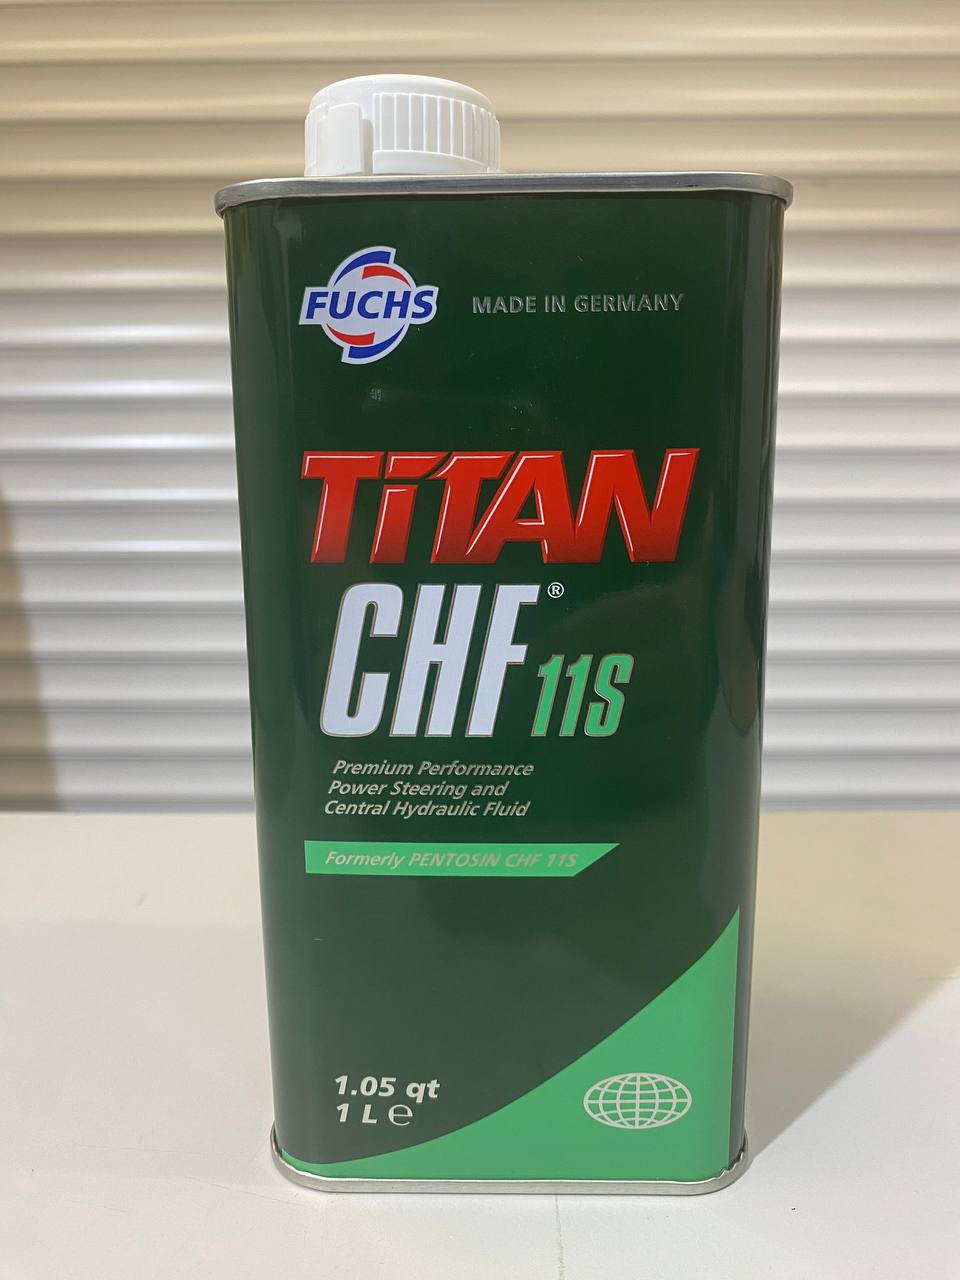 FUCHS
MADE IN GERMANY
TITAN
CHF® 11S
Premium Performance
Power Steering and
Central Hydraulic Fluid
Formerly PENTOSIN CHF 11S
1.05 qt
1 L ℮